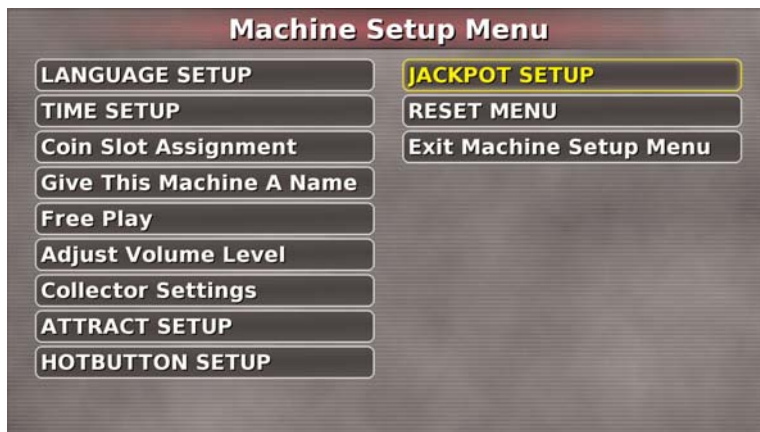 Machine Setup Menu
LANGUAGE SETUP
TIME SETUP
Coin Slot Assignment
Give This Machine A Name
Free Play
Adjust Volume Level
Collector Settings
ATTRACT SETUP
HOTBUTTON SETUP
JACKPOT SETUP
RESET MENU
Exit Machine Setup Menu